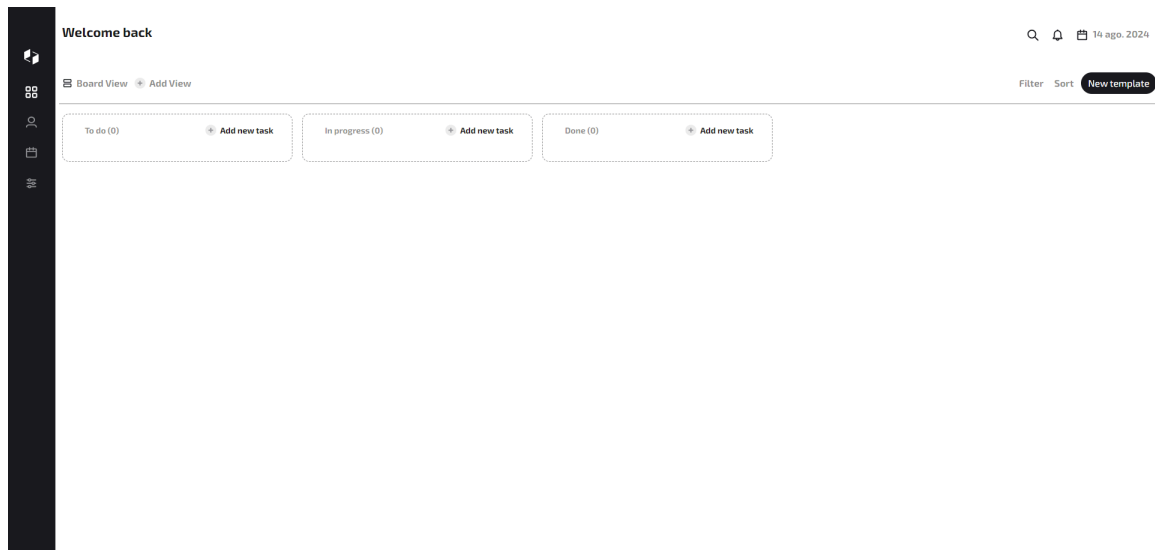 Welcome back
14 ago. 2024
Board View + Add View
Filter Sort New template
To do (0) + Add new task
In progress (0) + Add new task
Done (0) + Add new task